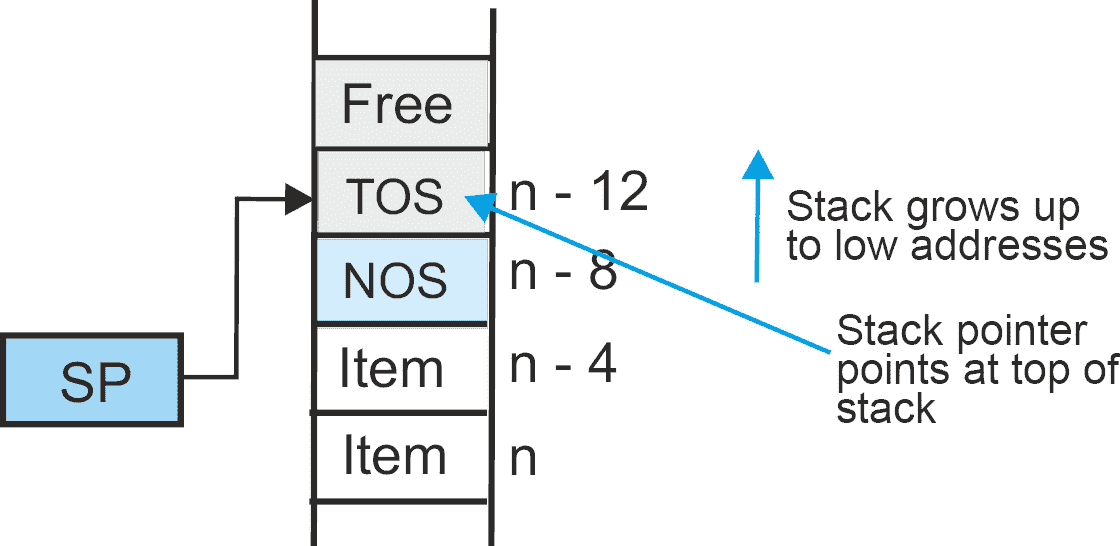 Free
TOS
n - 12
NOS
n - 8
Item
n - 4
Item
n
SP
Stack grows up
to low addresses
Stack pointer
points at top of
stack